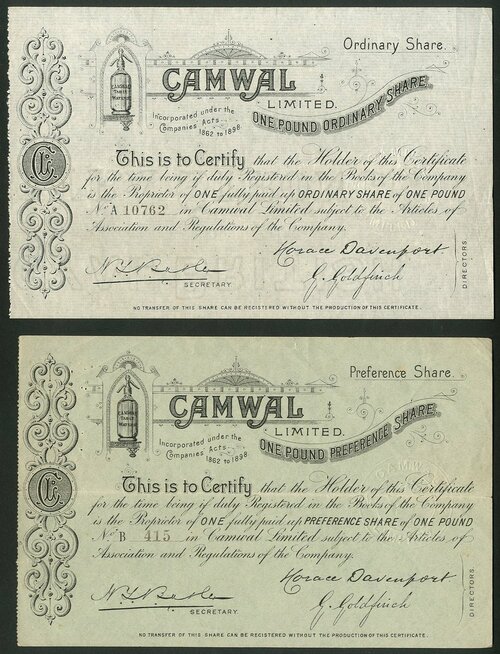 Ordinary Share.
CAMWAL
TABLE
WATERS
CAMWAL
LIMITED.
ONE POUND ORDINARY SHARE
Incorporated under the
Companies Acts
1862 to 1898
This is to Certify that the Holder of this Certificate
for the time being if duly Registered in the Books of the Company
is the Proprietor of ONE fully paid up ORDINARY SHARE of ONE POUND
No. A 10762 in Camwal Limited subject to the Articles of
Association and Regulations of the Company.
Horace Davenport.
G. Goldfinch
SECRETARY.
DIRECTORS.
NO TRANSFER OF THIS SHARE CAN BE REGISTERED WITHOUT THE PRODUCTION OF THIS CERTIFICATE.
Preference Share.
CAMWAL
TABLE
WATERS
CAMWAL
LIMITED.
ONE POUND PREFERENCE SHARE
Incorporated under the
Companies Acts
1862 to 1898
This is to Certify that the Holder of this Certificate
for the time being if duly Registered in the Books of the Company
is the Proprietor of ONE fully paid up PREFERENCE SHARE of ONE POUND
No. B 415 in Camwal Limited subject to the Articles of
Association and Regulations of the Company.
Horace Davenport
G. Goldfinch
SECRETARY.
DIRECTORS.
NO TRANSFER OF THIS SHARE CAN BE REGISTERED WITHOUT THE PRODUCTION OF THIS CERTIFICATE.